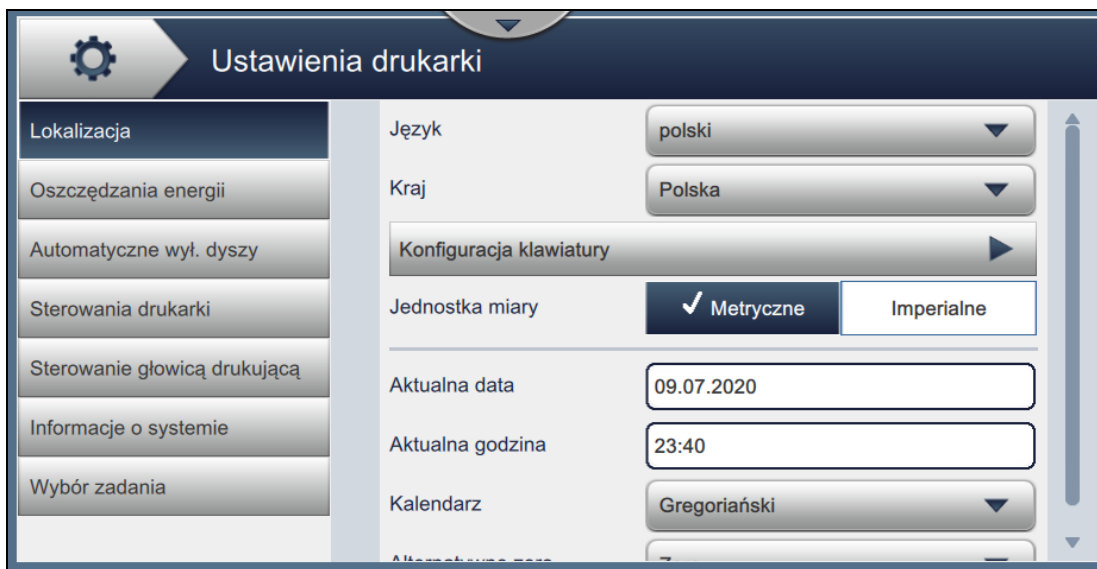 Ustawienia drukarki
Lokalizacja
Oszczędzania energii
Automatyczne wył. dyszy
Sterowania drukarki
Sterowanie głowicą drukującą
Informacje o systemie
Wybór zadania
Język polski
Kraj Polska
Konfiguracja klawiatury
Jednostka miary Metryczne Imperialne
Aktualna data 09.07.2020
Aktualna godzina 23:40
Kalendarz Gregoriański